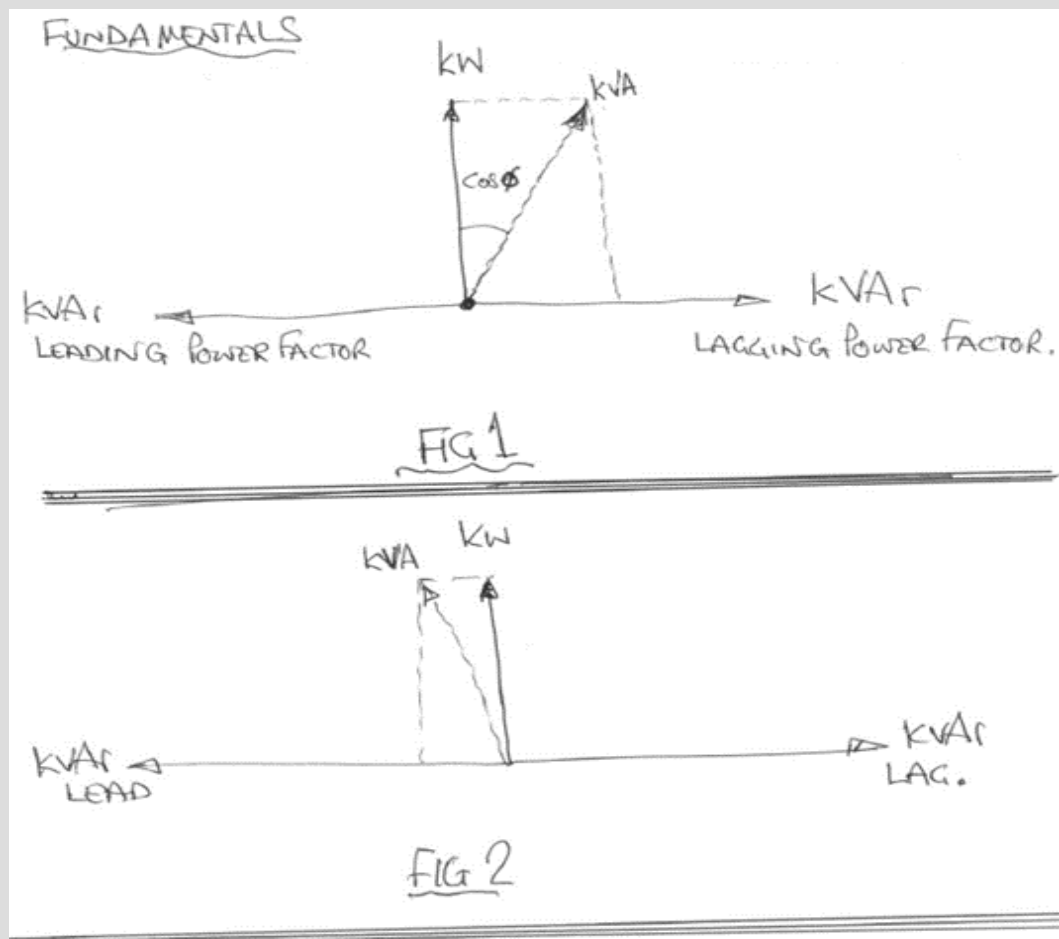 FUNDAMENTALS
kW
kVA
cosϕ
kVAr
kVAr
LEADING POWER FACTOR
LAGGING POWER FACTOR.
FIG 1
kVA
kW
kVAr
LEAD
kVAr
LAG.
FIG 2